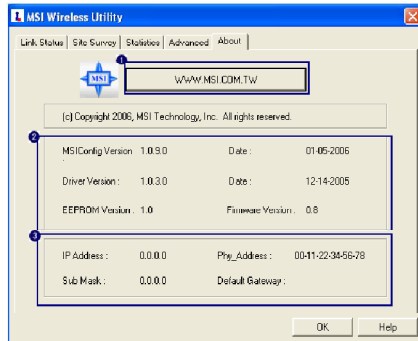 MSI Wireless Utility
Link Status Site Survey Statistics Advanced About
1
MSI WWW.MSI.COM.TW
(c) Copyright 2006, MSI Technology, Inc. All rights reserved.
2
MSIConfig Version : 1.0.9.0 Date : 01-05-2006
Driver Version : 1.0.3.0 Date : 12-14-2005
EEPROM Version : 1.0 Firmware Version : 0.8
3
IP Address : 0.0.0.0 Phy_Address : 00-11-22-34-56-78
Sub Mask : 0.0.0.0 Default Gateway :
OK Help